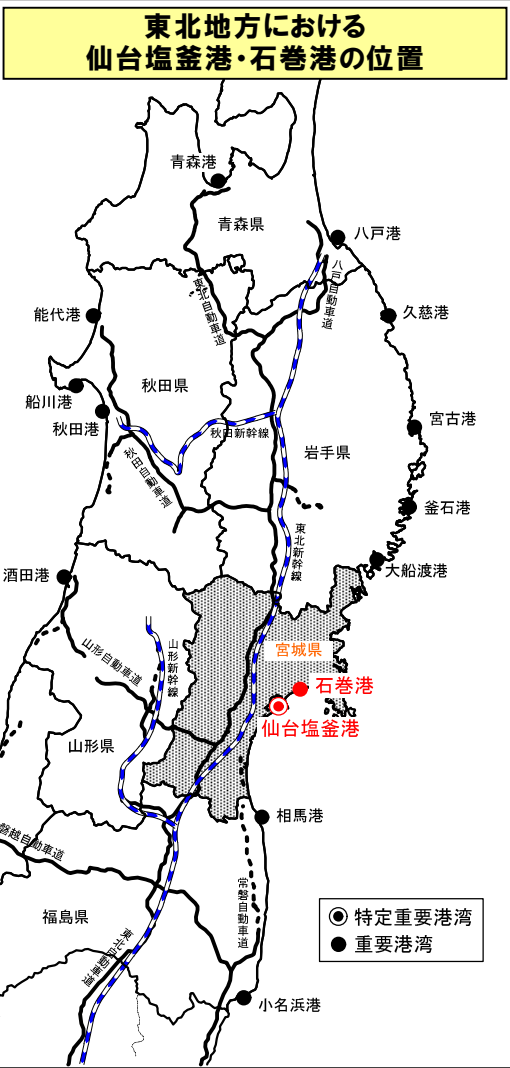 東北地方における
仙台塩釜港・石巻港の位置
青森港
青森県
八戸港
八戸自動車道
東北自動車道
能代港
久慈港
秋田県
船川港
秋田港
宮古港
秋田新幹線
岩手県
秋田自動車道
釜石港
東北新幹線
大船渡港
酒田港
山形自動車道
山形新幹線
宮城県
石巻港
仙台塩釜港
山形県
相馬港
磐越自動車道
常磐自動車道
福島県
東北自動車道
特定重要港湾
重要港湾
小名浜港